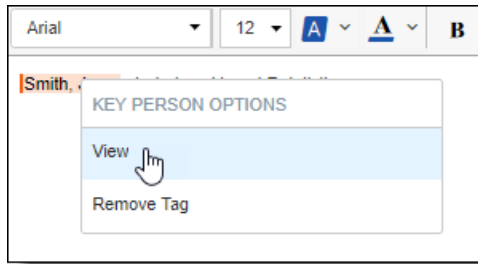 Arial 12 A A B
Smith,
KEY PERSON OPTIONS
View
Remove Tag